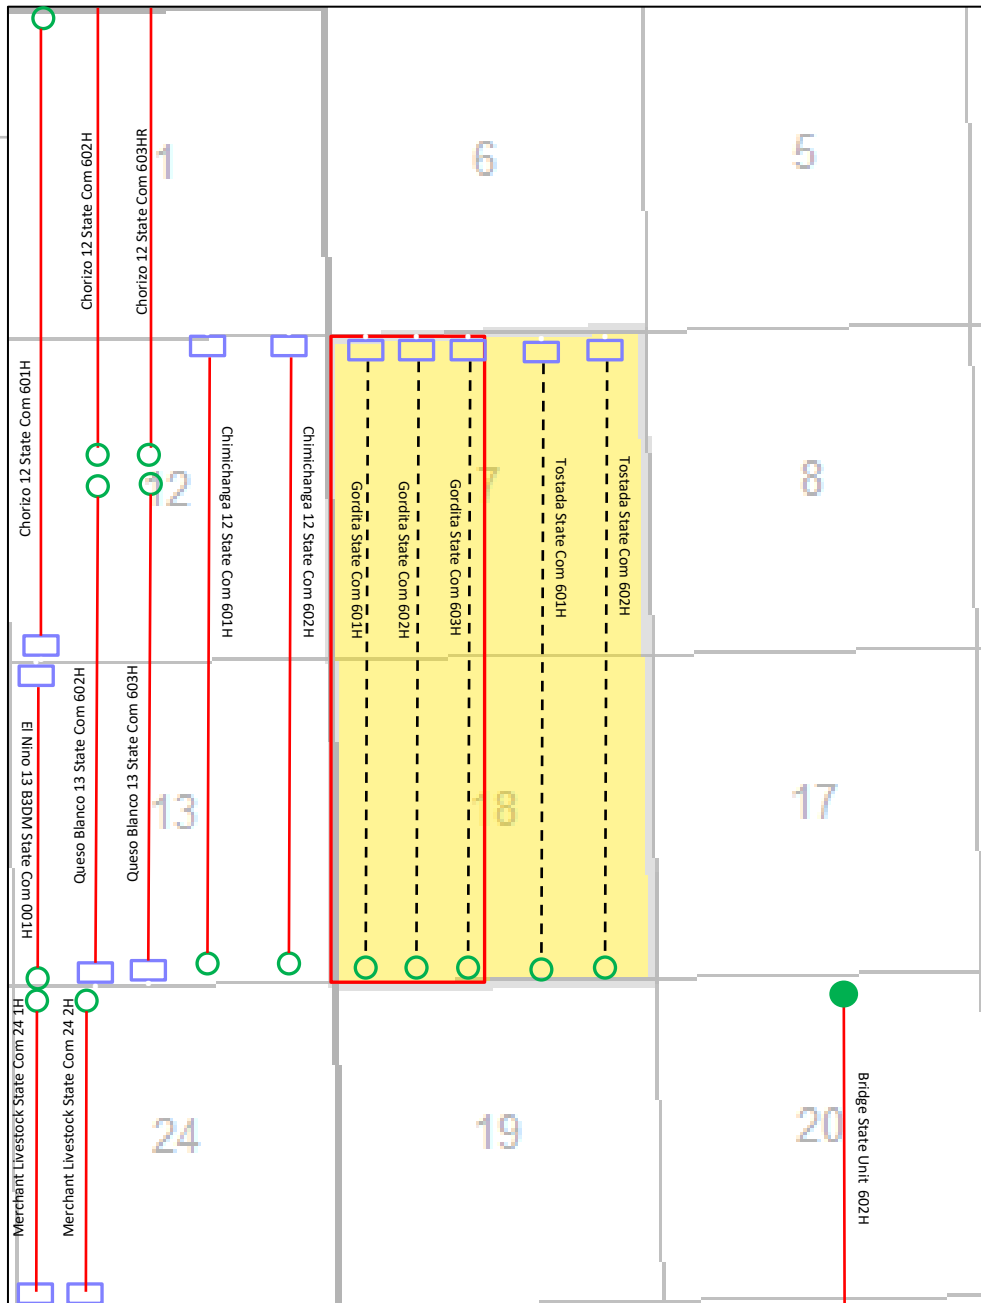 1
6
5
Chorizo 12 State Com 602H
Chorizo 12 State Com 603HR
Chorizo 12 State Com 601H
12
7
8
Chimichanga 12 State Com 601H
Chimichanga 12 State Com 602H
Gordita State Com 601H
Gordita State Com 602H
Gordita State Com 603H
Tostada State Com 601H
Tostada State Com 602H
El Nino 13 B3DM State Com 001H
Queso Blanco 13 State Com 602H
Queso Blanco 13 State Com 603H
13
18
17
Merchant Livestock State Com 24 1H
Merchant Livestock State Com 24 2H
24
19
20
Bridge State Unit 602H